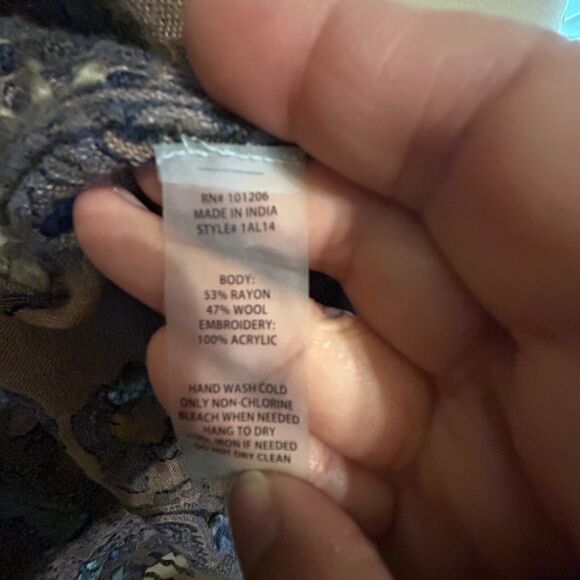 RN# 101206
MADE IN INDIA
STYLE# 1AL14
BODY:
53% RAYON
47% WOOL
EMBROIDERY:
100% ACRYLIC
HAND WASH COLD
ONLY NON-CHLORINE
BLEACH WHEN NEEDED
HANG TO DRY
COOL IRON IF NEEDED
DO NOT DRY CLEAN